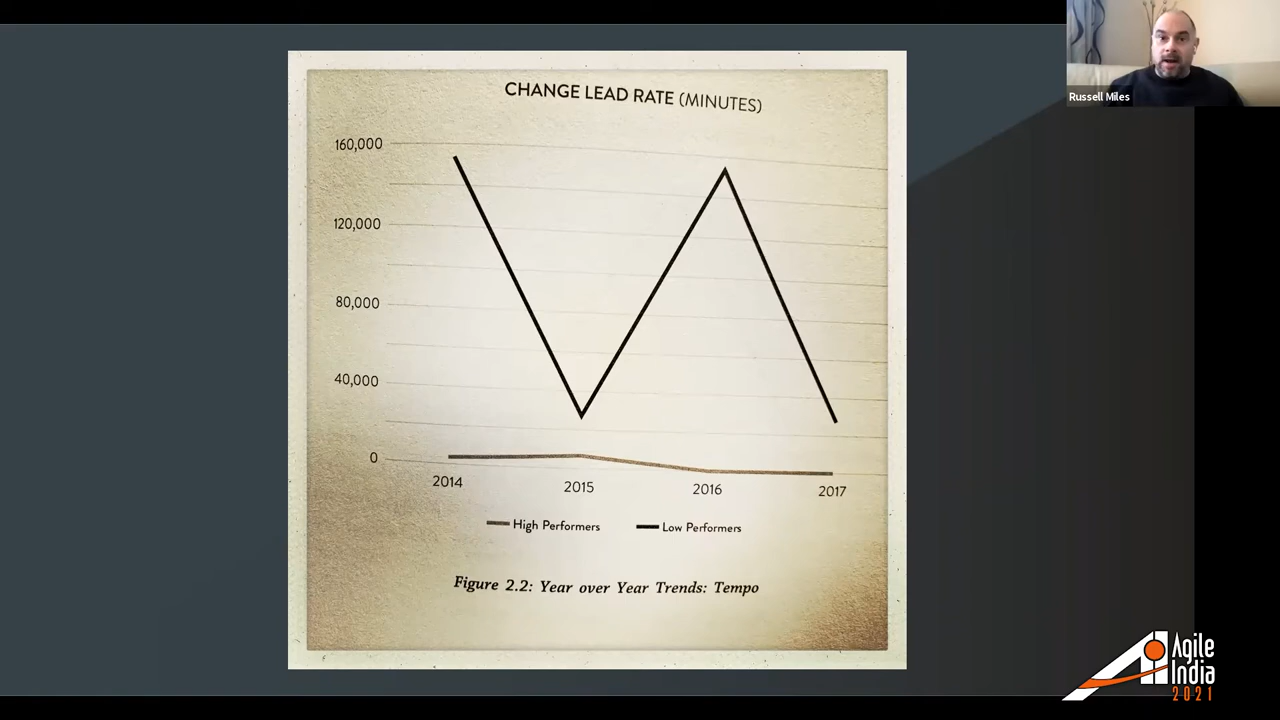 Russell Miles
CHANGE LEAD RATE (MINUTES)
160,000
120,000
80,000
40,000
0
2014
2015
2016
2017
High Performers
Low Performers
Figure 2.2: Year over Year Trends: Tempo
Agile
India
2021